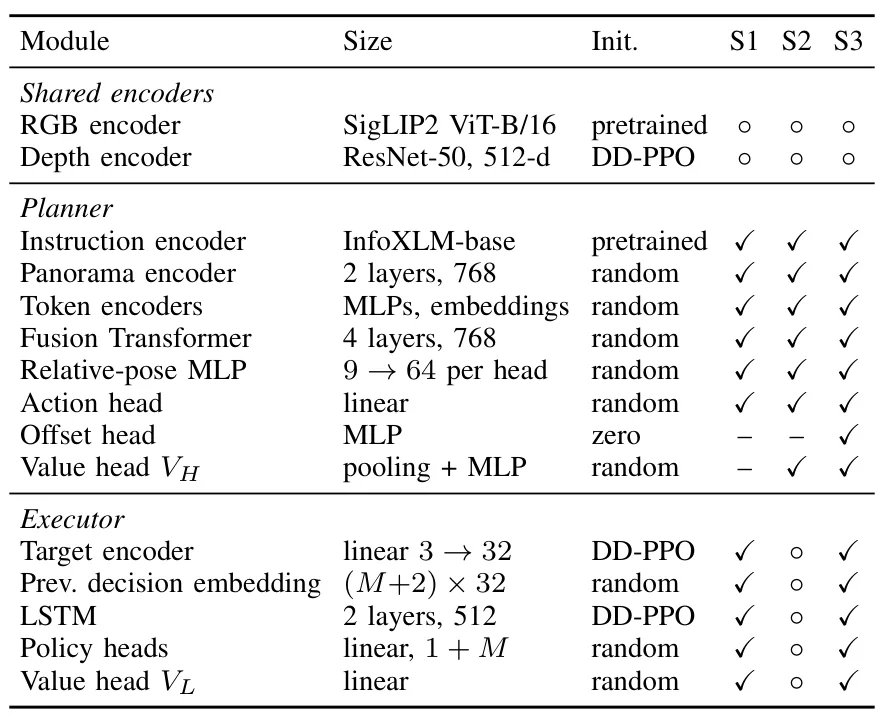 Module Size Init. S1 S2 S3
Shared encoders
RGB encoder SigLIP2 ViT-B/16 pretrained ○ ○ ○
Depth encoder ResNet-50, 512-d DD-PPO ○ ○ ○
Planner
Instruction encoder InfoXLM-base pretrained ✓ ✓ ✓
Panorama encoder 2 layers, 768 random ✓ ✓ ✓
Token encoders MLPs, embeddings random ✓ ✓ ✓
Fusion Transformer 4 layers, 768 random ✓ ✓ ✓
Relative-pose MLP 9 → 64 per head random ✓ ✓ ✓
Action head linear random ✓ ✓ ✓
Offset head MLP zero – – ✓
Value head V_H pooling + MLP random – ✓ ✓
Executor
Target encoder linear 3 → 32 DD-PPO ✓ ○ ✓
Prev. decision embedding (M+2) × 32 random ✓ ○ ✓
LSTM 2 layers, 512 DD-PPO ✓ ○ ✓
Policy heads linear, 1 + M random ✓ ○ ✓
Value head V_L linear random ✓ ○ ✓